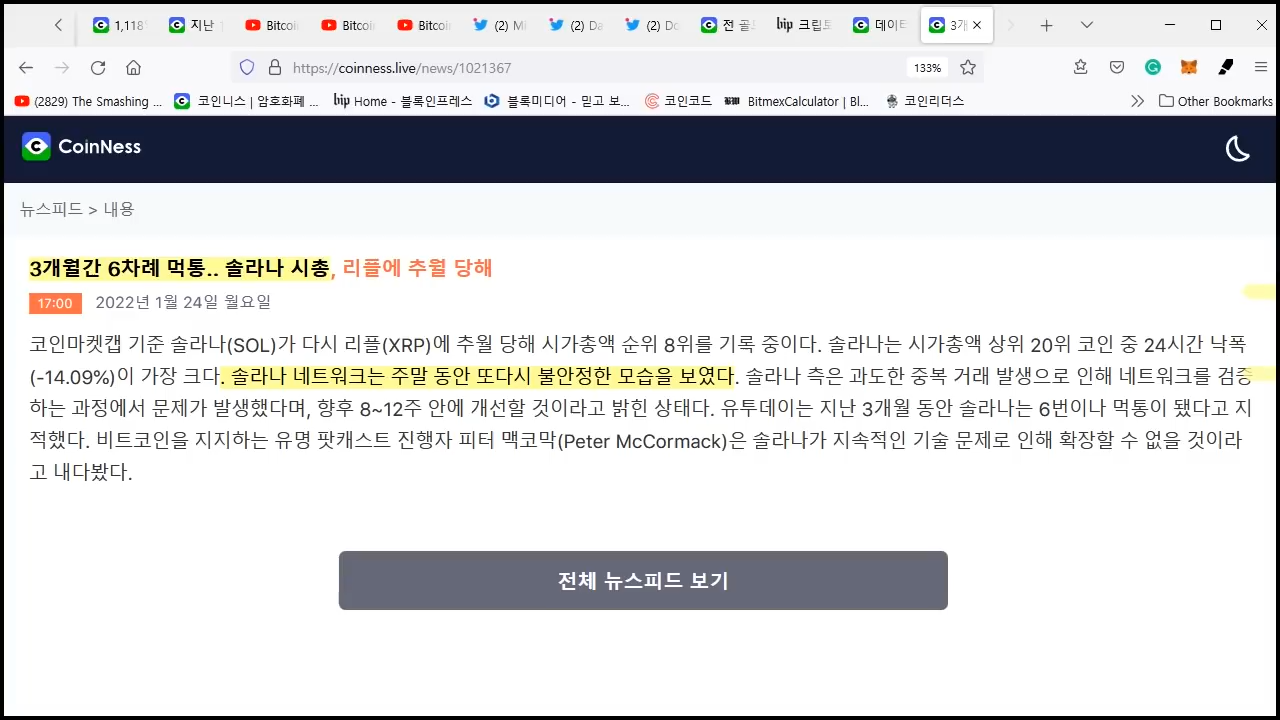 1,118
지난
Bitcoi
Bitcoi
Bitcoi
(2) Mi
(2) Da
(2) Do
전 골
bip 크립토
데이터
3개
https://coinness.live/news/1021367
133%
(2829) The Smashing ...
코인니스 | 암호화폐 ...
bip Home - 블록인프레스
블록미디어 - 믿고 보...
코인코드
BitmexCalculator | Bl...
코인리더스
Other Bookmarks
CoinNess
뉴스피드 > 내용
3개월간 6차례 먹통.. 솔라나 시총, 리플에 추월 당해
17:00 2022년 1월 24일 월요일
코인마켓캡 기준 솔라나(SOL)가 다시 리플(XRP)에 추월 당해 시가총액 순위 8위를 기록 중이다. 솔라나는 시가총액 상위 20위 코인 중 24시간 낙폭
(-14.09%)이 가장 크다. 솔라나 네트워크는 주말 동안 또다시 불안정한 모습을 보였다. 솔라나 측은 과도한 중복 거래 발생으로 인해 네트워크를 검증
하는 과정에서 문제가 발생했다며, 향후 8~12주 안에 개선할 것이라고 밝힌 상태다. 유투데이는 지난 3개월 동안 솔라나는 6번이나 먹통이 됐다고 지
적했다. 비트코인을 지지하는 유명 팟캐스트 진행자 피터 맥코막(Peter McCormack)은 솔라나가 지속적인 기술 문제로 인해 확장할 수 없을 것이라
고 내다봤다.
전체 뉴스피드 보기